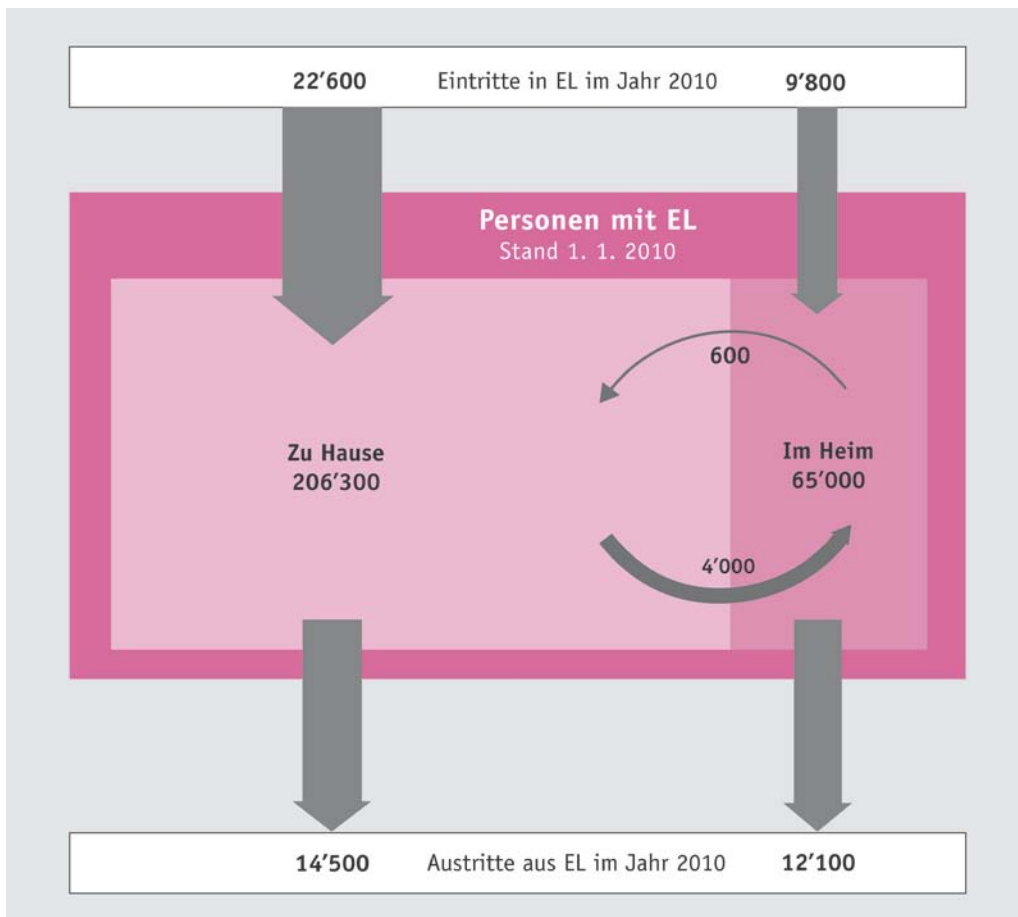 22’600 Eintritte in EL im Jahr 2010 9’800
Personen mit EL
Stand 1. 1. 2010
600
Zu Hause
206’300
Im Heim
65’000
4’000
14’500 Austritte aus EL im Jahr 2010 12’100